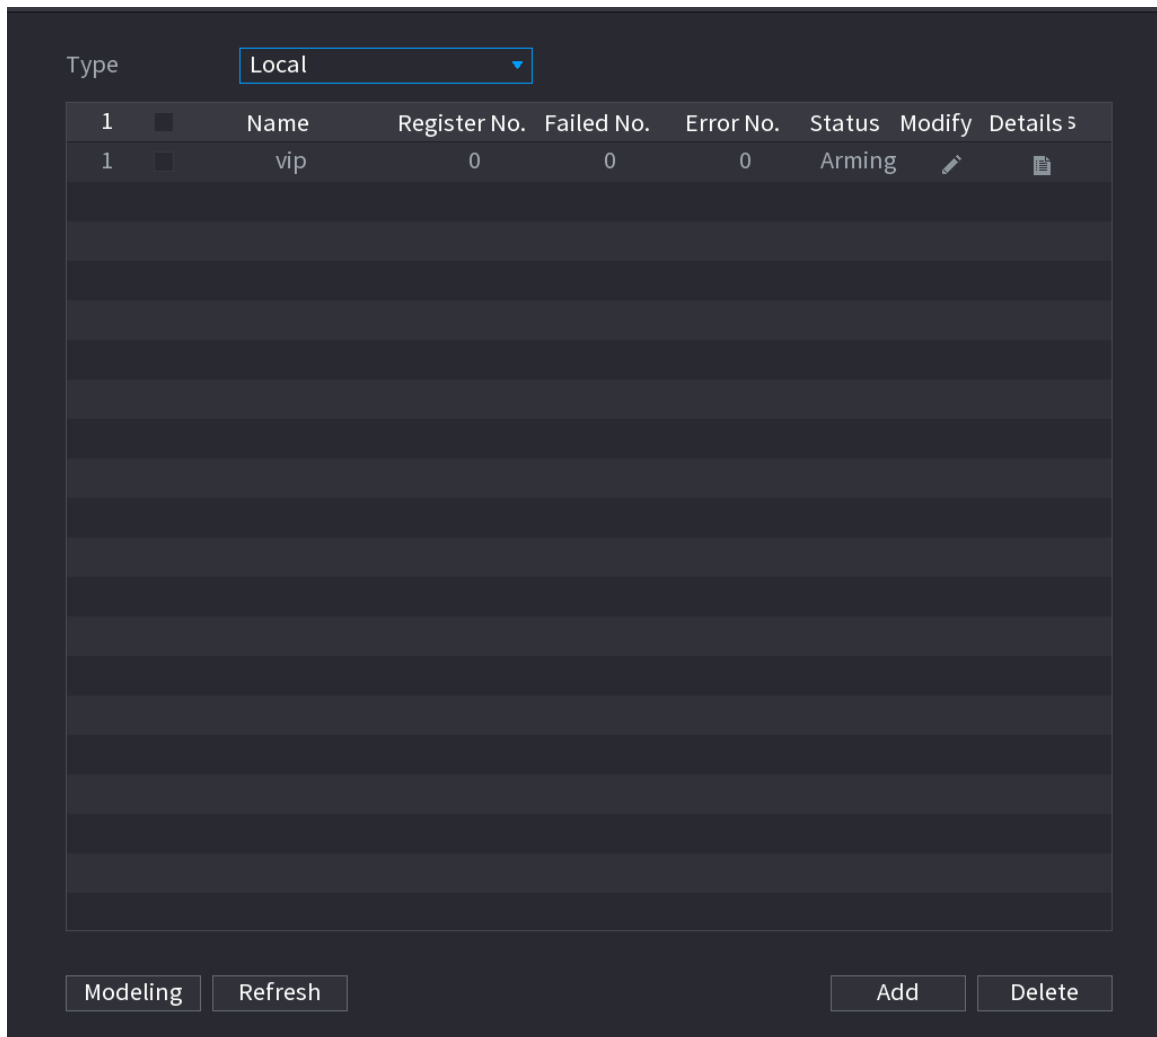 Type Local
1 Name Register No. Failed No. Error No. Status Modify Details s
1 vip 0 0 0 Arming
Modeling Refresh Add Delete